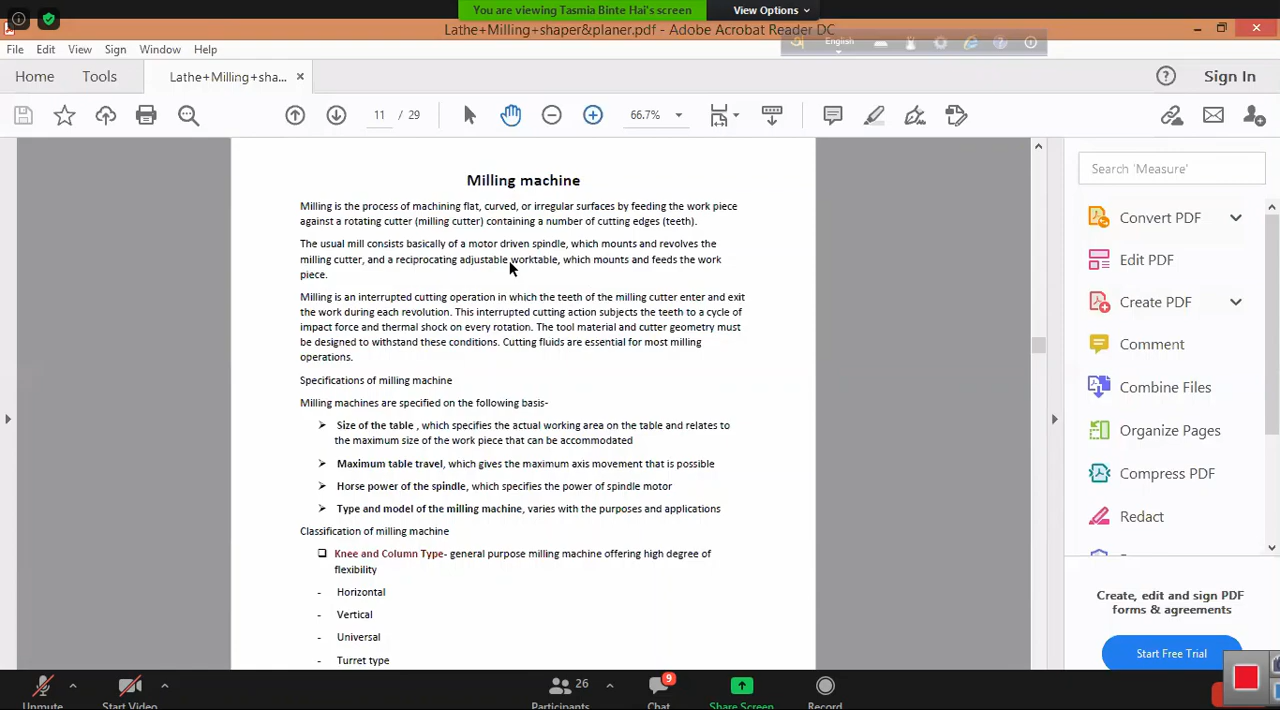 You are viewing Tasmia Binte Hai's screen
View Options
Lathe+Milling+shaper&planer.pdf - Adobe Acrobat Reader DC
English
File Edit View Sign Window Help
Home Tools Lathe+Milling+sha... Sign In
11 / 29 66.7%
Search 'Measure'
Milling machine
Milling is the process of machining flat, curved, or irregular surfaces by feeding the work piece
against a rotating cutter (milling cutter) containing a number of cutting edges (teeth).
The usual mill consists basically of a motor driven spindle, which mounts and revolves the
milling cutter, and a reciprocating adjustable worktable, which mounts and feeds the work
piece.
Milling is an interrupted cutting operation in which the teeth of the milling cutter enter and exit
the work during each revolution. This interrupted cutting action subjects the teeth to a cycle of
impact force and thermal shock on every rotation. The tool material and cutter geometry must
be designed to withstand these conditions. Cutting fluids are essential for most milling
operations.
Specifications of milling machine
Milling machines are specified on the following basis-
Size of the table , which specifies the actual working area on the table and relates to
the maximum size of the work piece that can be accommodated
Maximum table travel, which gives the maximum axis movement that is possible
Horse power of the spindle, which specifies the power of spindle motor
Type and model of the milling machine, varies with the purposes and applications
Classification of milling machine
Knee and Column Type- general purpose milling machine offering high degree of
flexibility
- Horizontal
- Vertical
- Universal
- Turret type
Convert PDF
Edit PDF
Create PDF
Comment
Combine Files
Organize Pages
Compress PDF
Redact
Create, edit and sign PDF
forms & agreements
Start Free Trial
26
9
Unmute
Start Video
Participants
Chat
Share Screen
Record